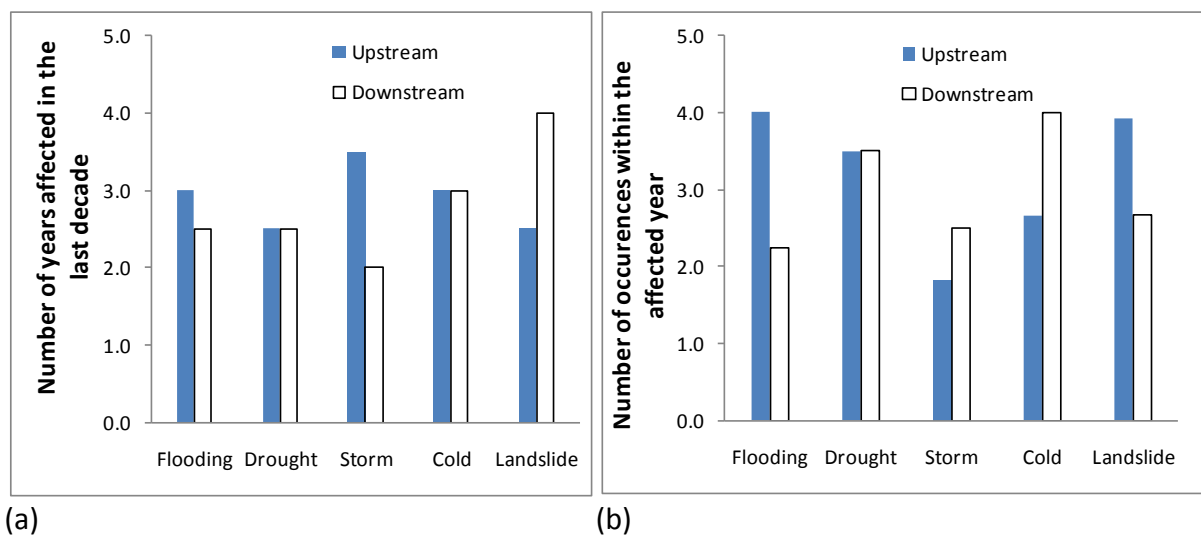 Number of years affected in the
last decade
5.0
4.0
3.0
2.0
1.0
0.0
Upstream
Downstream
Flooding Drought Storm Cold Landslide
(a)
Number of occurences within the
affected year
5.0
4.0
3.0
2.0
1.0
0.0
Upstream
Downstream
Flooding Drought Storm Cold Landslide
(b)